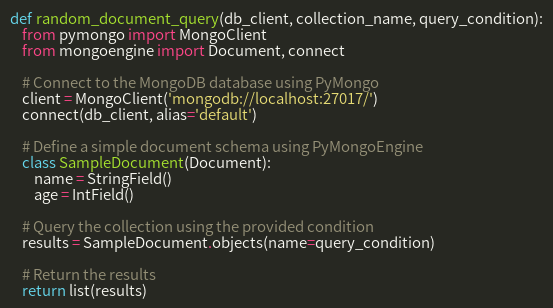 def random_document_query(db_client, collection_name, query_condition):
    from pymongo import MongoClient
    from mongoengine import Document, connect

    # Connect to the MongoDB database using PyMongo
    client = MongoClient('mongodb://localhost:27017/')
    connect(db_client, alias='default')

    # Define a simple document schema using PyMongoEngine
    class SampleDocument(Document):
        name = StringField()
        age = IntField()

    # Query the collection using the provided condition
    results = SampleDocument.objects(name=query_condition)

    # Return the results
    return list(results)